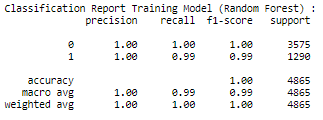 Classification Report Training Model (Random Forest) :
precision recall f1-score support
0 1.00 1.00 1.00 3575
1 1.00 0.99 0.99 1290
accuracy 1.00 4865
macro avg 1.00 0.99 0.99 4865
weighted avg 1.00 1.00 1.00 4865